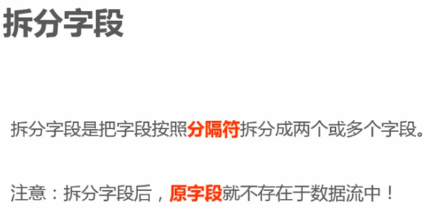 拆分字段
拆分字段是把字段按照分隔符拆分成两个或多个字段。
注意：拆分字段后，原字段就不存在于数据流中！